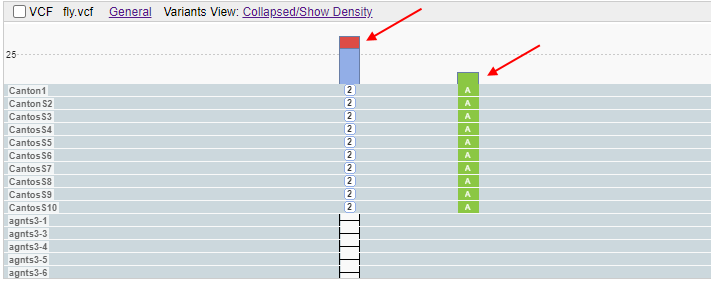 VCF fly.vcf General Variants View: Collapsed/Show Density
25
Canton1 2 A
CantonS2 2 A
CantosS3 2 A
CantosS4 2 A
CantosS5 2 A
CantosS6 2 A
CantosS7 2 A
CantosS8 2 A
CantosS9 2 A
CantosS10 2 A
agnts3-1
agnts3-3
agnts3-4
agnts3-5
agnts3-6